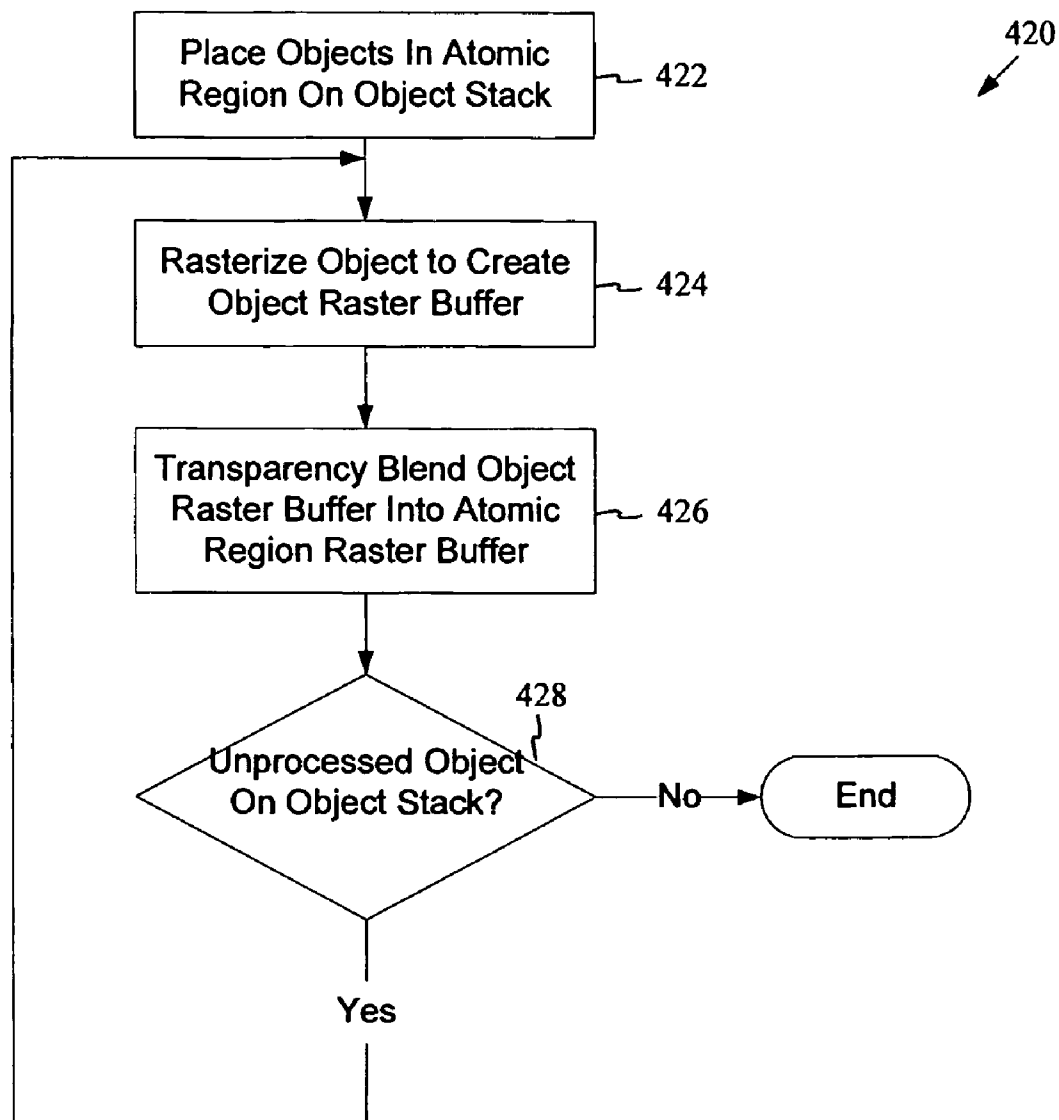 420
Place Objects In Atomic
Region On Object Stack
422
Rasterize Object to Create
Object Raster Buffer
424
Transparency Blend Object
Raster Buffer Into Atomic
Region Raster Buffer
426
428
Unprocessed Object
On Object Stack?
No
End
Yes